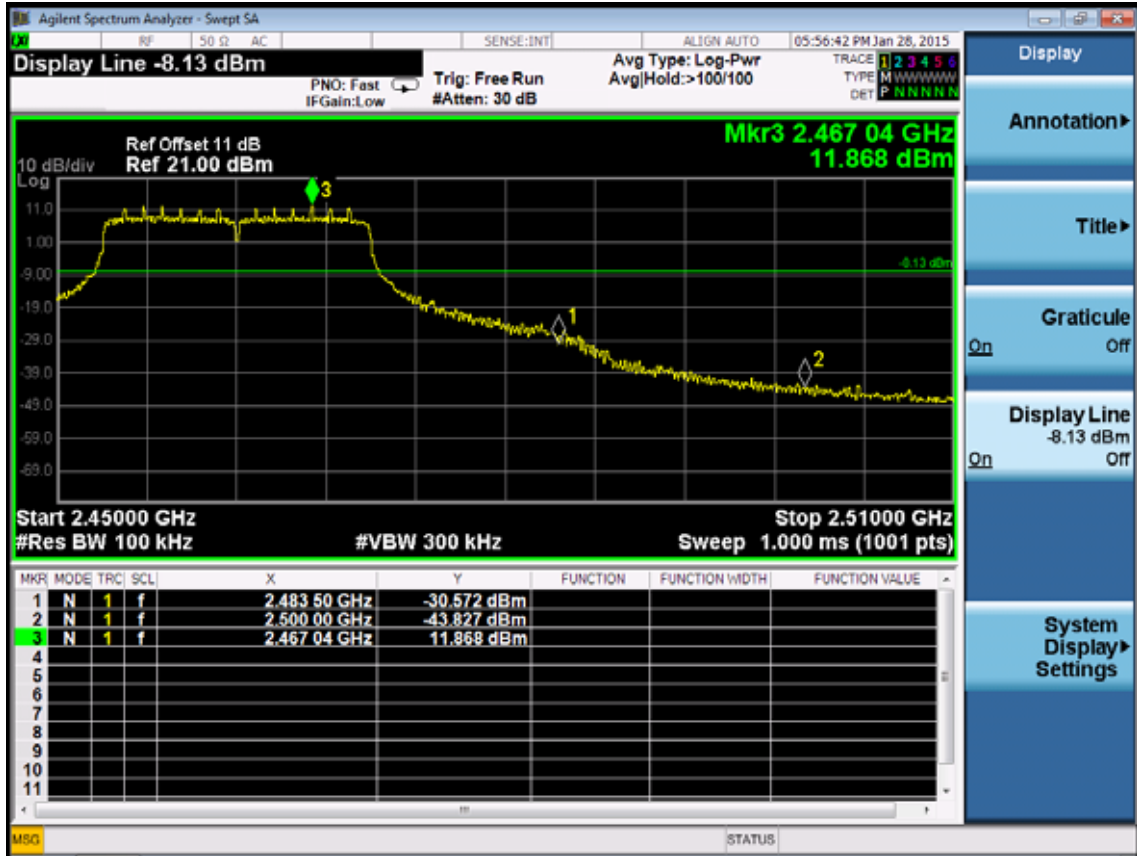 Agilent Spectrum Analyzer - Swept SA
RF 50 Ω AC SENSE:INT ALIGN AUTO 05:56:42 PM Jan 28, 2015
Display Line -8.13 dBm
PNO: Fast
IFGain:Low
Trig: Free Run
#Atten: 30 dB
Avg Type: Log-Pwr
Avg|Hold:>100/100
TRACE 1 2 3 4 5 6
TYPE M WWWWW
DET P N N N N N
Ref Offset 11 dB
10 dB/div Ref 21.00 dBm
Log
Mkr3 2.467 04 GHz
11.868 dBm
11.0
1.00
-9.00
-19.0
-29.0
-39.0
-49.0
-59.0
-69.0
3
-8.13 dBm
1
2
Start 2.45000 GHz Stop 2.51000 GHz
#Res BW 100 kHz #VBW 300 kHz Sweep 1.000 ms (1001 pts)
MKR MODE TRC SCL X Y FUNCTION FUNCTION WIDTH FUNCTION VALUE
1 N 1 f 2.483 50 GHz -30.572 dBm
2 N 1 f 2.500 00 GHz -43.827 dBm
3 N 1 f 2.467 04 GHz 11.868 dBm
4
5
6
7
8
9
10
11
MSG STATUS
Display
Annotation
Title
Graticule
On Off
Display Line
-8.13 dBm
On Off
System
Display
Settings